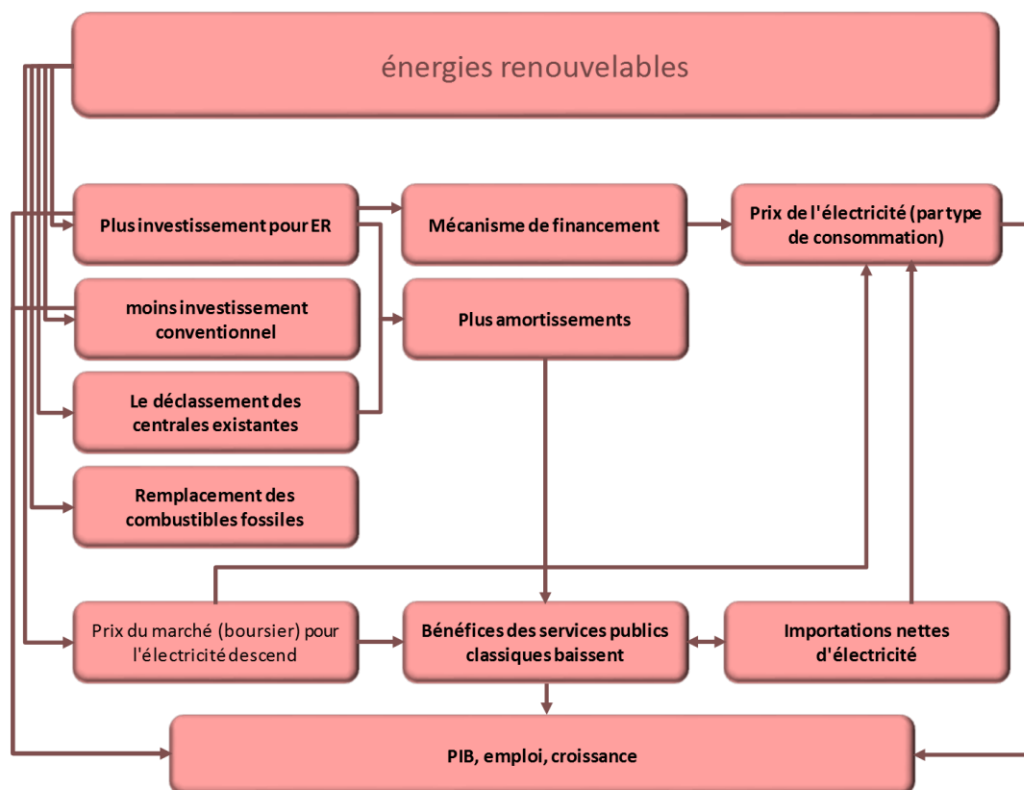 énergies renouvelables
Plus investissement pour ER
Mécanisme de financement
Prix de l'électricité (par type
de consommation)
moins investissement
conventionnel
Plus amortissements
Le déclassement des
centrales existantes
Remplacement des
combustibles fossiles
Prix du marché (boursier) pour
l'électricité descend
Bénéfices des services publics
classiques baissent
Importations nettes
d'électricité
PIB, emploi, croissance